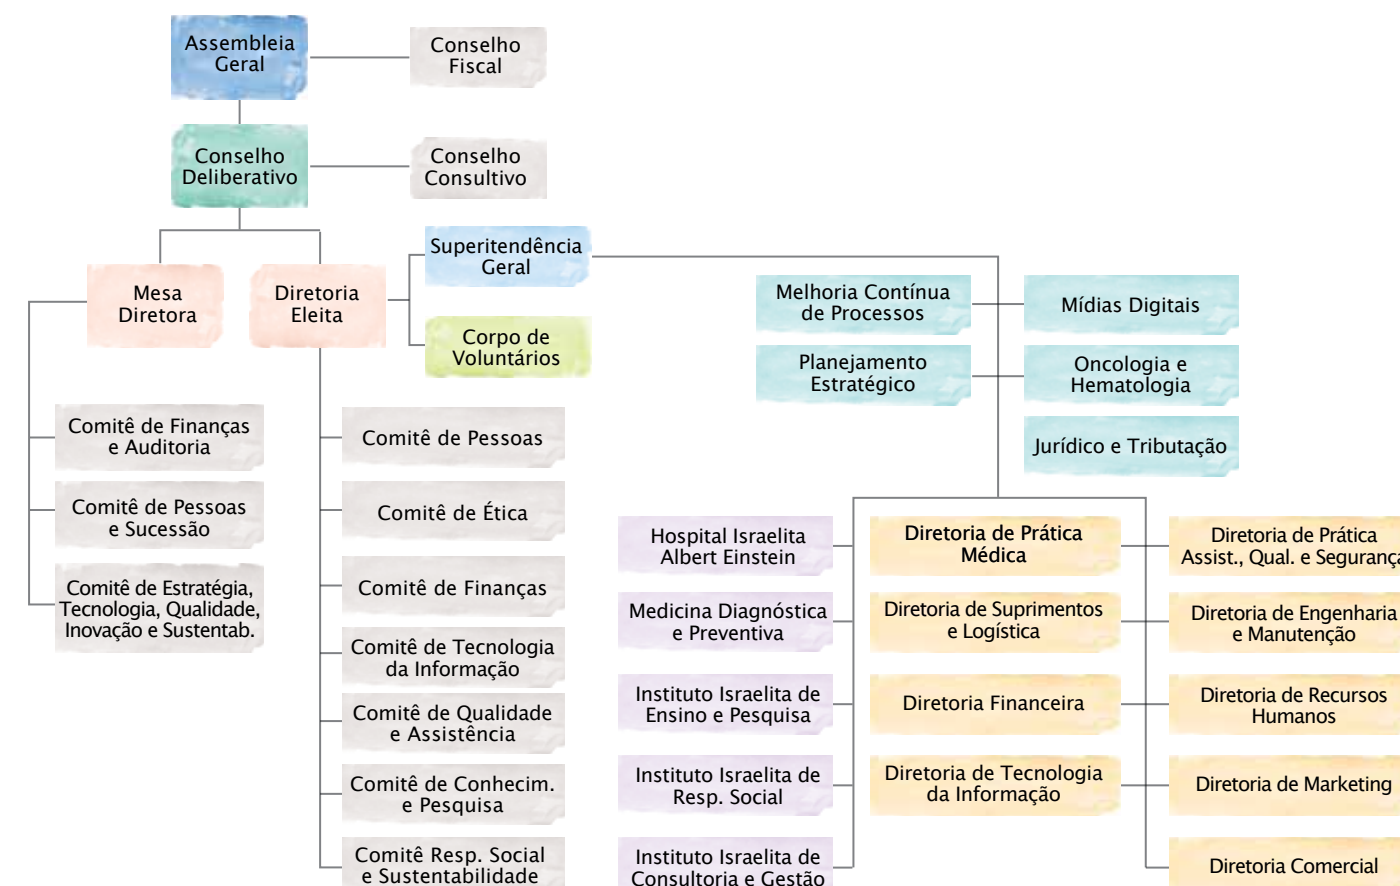 Assembleia
Geral
Conselho
Fiscal
Conselho
Deliberativo
Conselho
Consultivo
Superitendência
Geral
Mesa
Diretora
Diretoria
Eleita
Corpo de
Voluntários
Melhoria Contínua
de Processos
Mídias Digitais
Planejamento
Estratégico
Oncologia e
Hematologia
Jurídico e Tributação
Comitê de Finanças
e Auditoria
Comitê de Pessoas
e Sucessão
Comitê de Estratégia,
Tecnologia, Qualidade,
Inovação e Sustentab.
Comitê de Pessoas
Comitê de Ética
Comitê de Finanças
Comitê de Tecnologia
da Informação
Comitê de Qualidade
e Assistência
Comitê de Conhecim.
e Pesquisa
Comitê Resp. Social
e Sustentabilidade
Hospital Israelita
Albert Einstein
Medicina Diagnóstica
e Preventiva
Instituto Israelita de
Ensino e Pesquisa
Instituto Israelita de
Resp. Social
Instituto Israelita de
Consultoria e Gestão
Diretoria de Prática
Médica
Diretoria de Suprimentos
e Logística
Diretoria Financeira
Diretoria de Tecnologia
da Informação
Diretoria de Prática
Assist., Qual. e Segurança
Diretoria de Engenharia
e Manutenção
Diretoria de Recursos
Humanos
Diretoria de Marketing
Diretoria Comercial